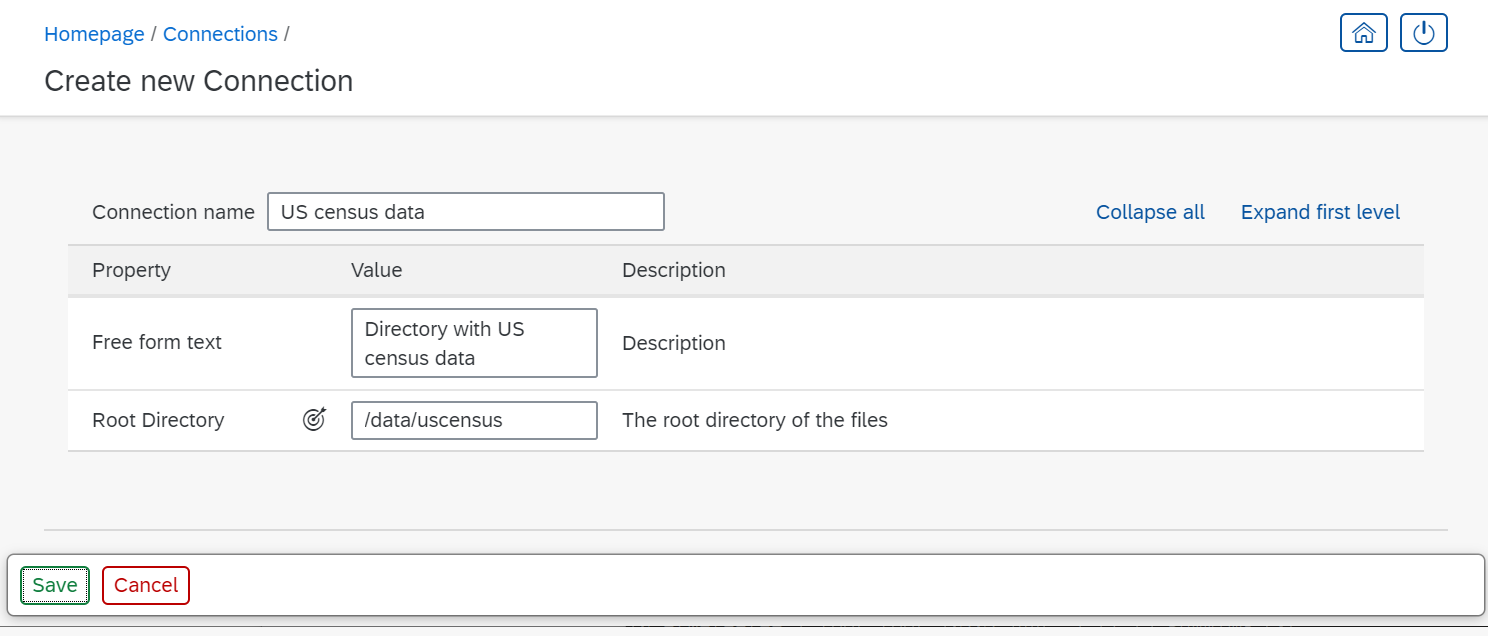 Homepage / Connections /
Create new Connection
Connection name US census data Collapse all Expand first level
Property Value Description
Free form text Directory with US census data Description
Root Directory /data/uscensus The root directory of the files
Save Cancel